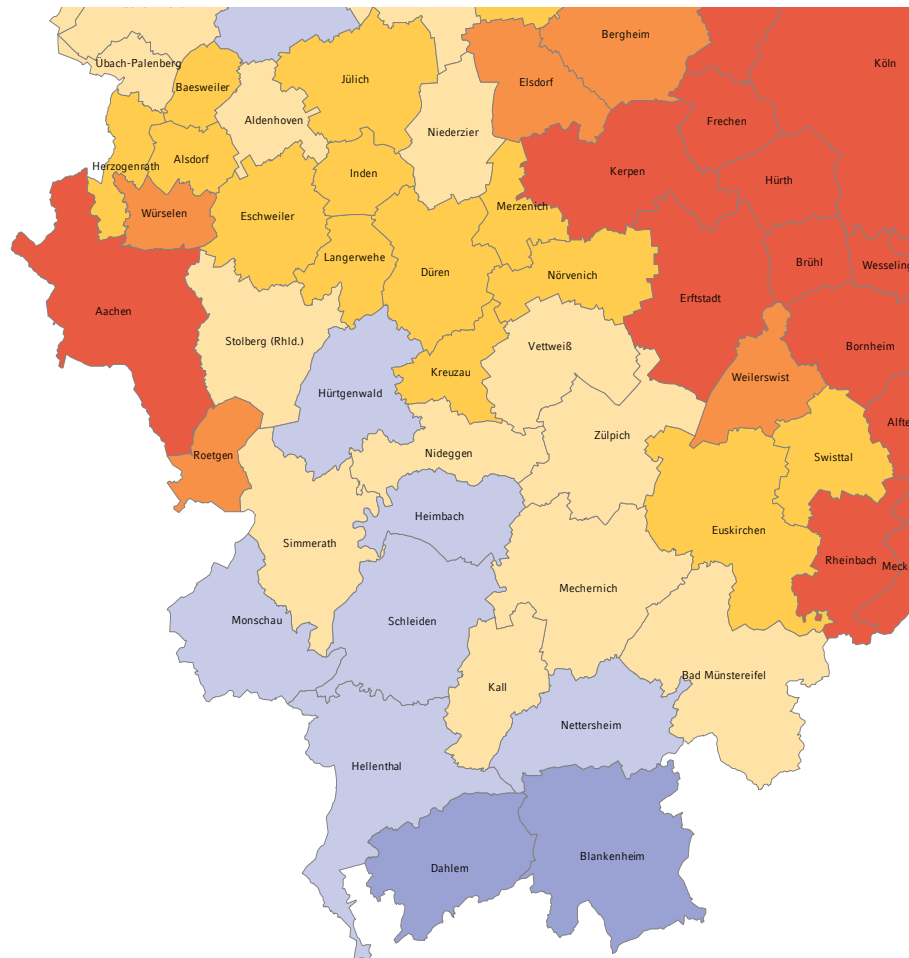 Bergheim
Übach-Palenberg
Köln
Jülich
Elsdorf
Baesweiler
Aldenhoven
Frechen
Niederzier
Alsdorf
Herzogenrath
Inden
Kerpen
Hürth
Merzenich
Würselen
Eschweiler
Langerwehe
Düren
Nörvenich
Brühl
Wesseling
Erftstadt
Aachen
Stolberg (Rhld.)
Vettweiß
Bornheim
Kreuzau
Weilerswist
Hürtgenwald
Alfte
Zülpich
Nideggen
Roetgen
Swisttal
Heimbach
Euskirchen
Simmerath
Rheinbach
Meck
Mechernich
Monschau
Schleiden
Bad Münstereifel
Kall
Nettersheim
Hellenthal
Blankenheim
Dahlem